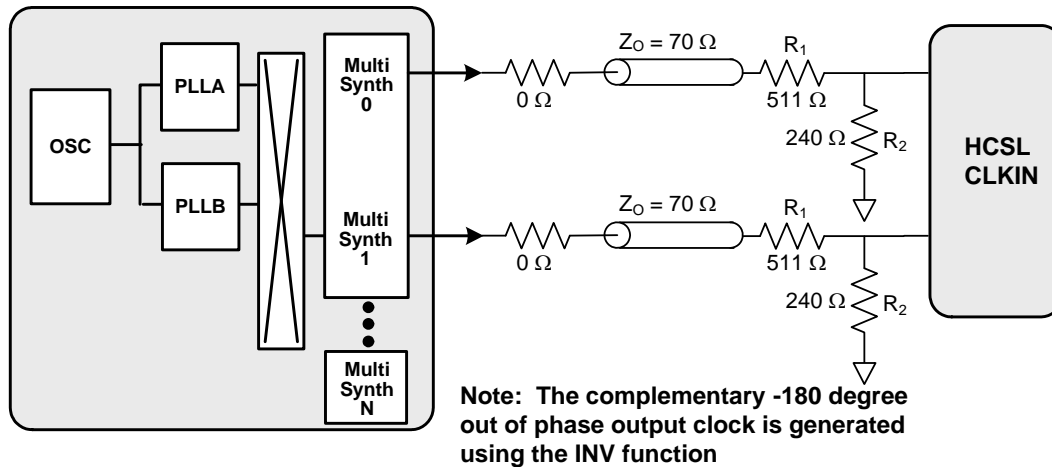 OSC
PLLA
PLLB
Multi
Synth
0
Multi
Synth
1
Multi
Synth
N
0 Ω
Z_O = 70 Ω
R_1
511 Ω
240 Ω
R_2
0 Ω
Z_O = 70 Ω
R_1
511 Ω
240 Ω
R_2
HCSL
CLKIN
Note: The complementary -180 degree
out of phase output clock is generated
using the INV function